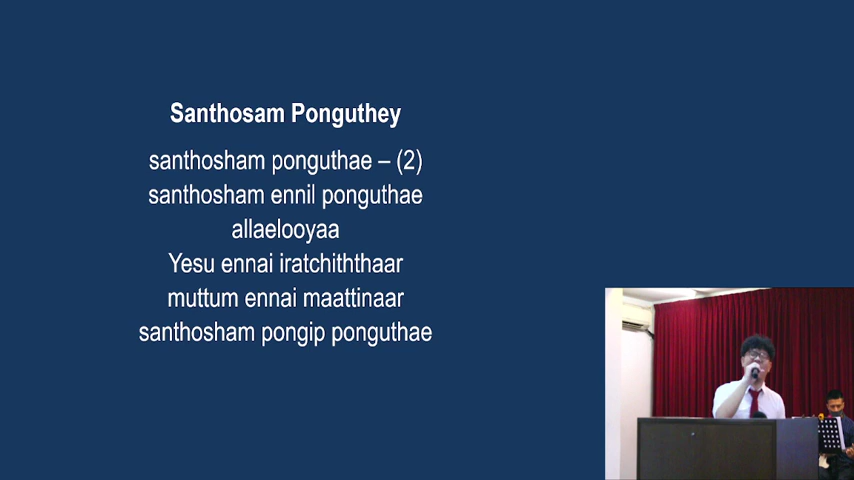 Santhosam Ponguthey
santhosham ponguthae – (2)
santhosham ennil ponguthae
allaelooyaa
Yesu ennai iratchiththaar
muttum ennai maattinaar
santhosham pongip ponguthae